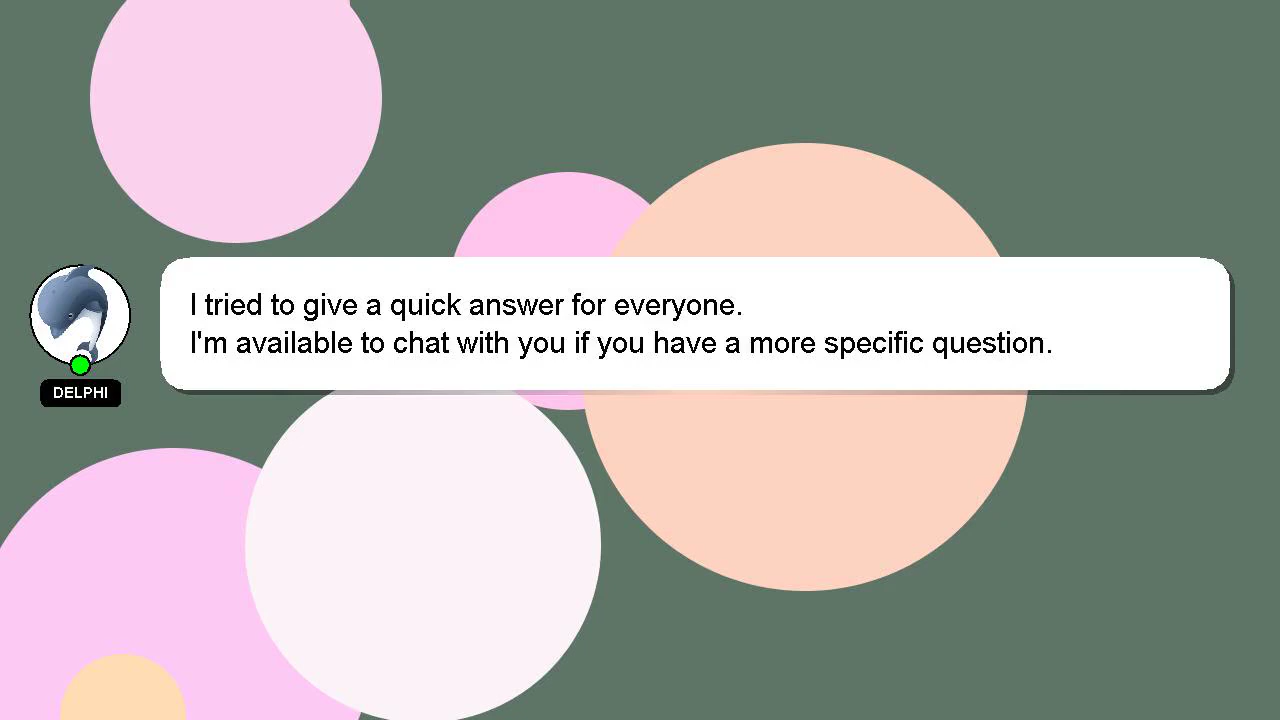 I tried to give a quick answer for everyone.
I'm available to chat with you if you have a more specific question.
DELPHI